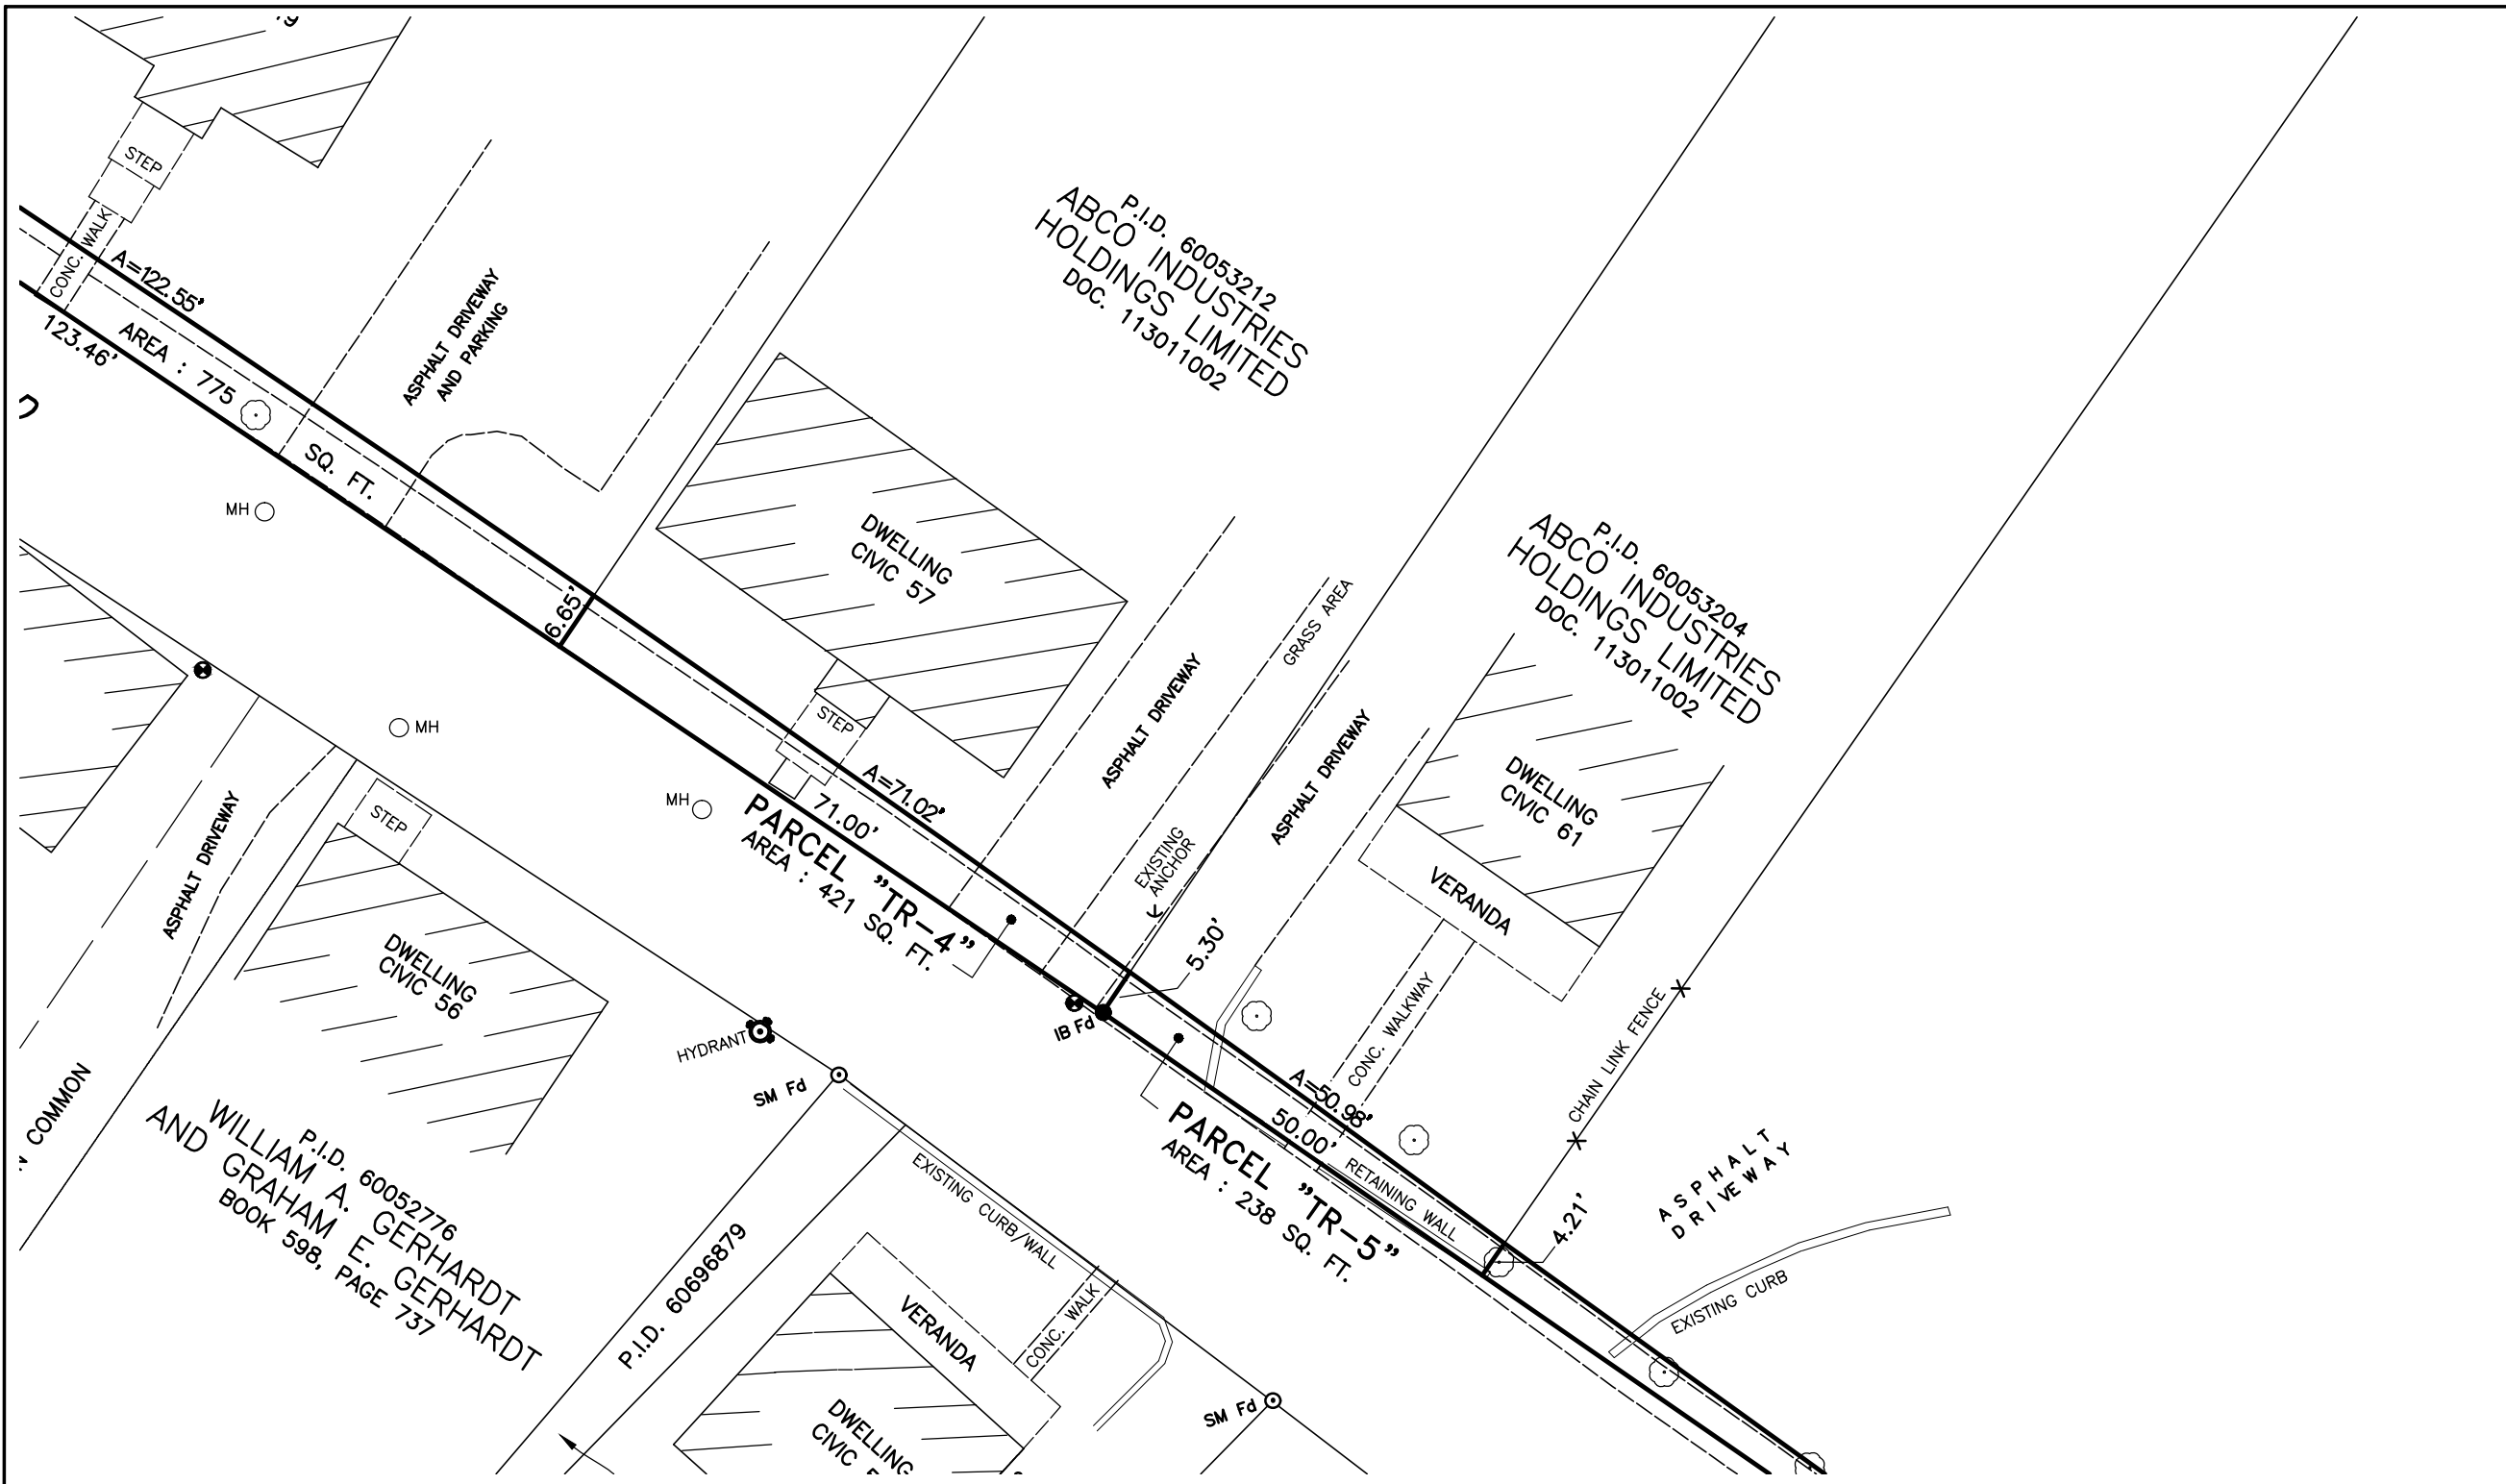 STEP
CONC. WALK
A=122.55'
123.46'
AREA : 775
SQ. FT.
ASPHALT DRIVEWAY
AND PARKING
P.I.D. 60053212
ABCO INDUSTRIES
HOLDINGS LIMITED
DOC. 113011002
MH
DWELLING
CIVIC 57
6.65'
STEP
MH
MH
A=71.02'
71.00'
PARCEL "TR-4"
AREA : 421 SQ. FT.
ASPHALT DRIVEWAY
GRASS AREA
EXISTING
ANCHOR
ASPHALT DRIVEWAY
P.I.D. 60053204
ABCO INDUSTRIES
HOLDINGS LIMITED
DOC. 113011002
DWELLING
CIVIC 61
VERANDA
5.30'
IB Fd
CONC. WALKWAY
CHAIN LINK FENCE
A=50.98'
50.00'
PARCEL "TR-5"
AREA : 238 SQ. FT.
RETAINING WALL
4.21'
ASPHALT
DRIVEWAY
EXISTING CURB
ASPHALT DRIVEWAY
STEP
DWELLING
CIVIC 56
HYDRANT
SM Fd
COMMON
P.I.D. 60052776
WILLIAM A. GERHARDT
AND GRAHAM E. GERHARDT
BOOK 598, PAGE 737
P.I.D. 60696879
EXISTING CURB/WALL
VERANDA
CONC. WALK
DWELLING
CIVIC
SM Fd